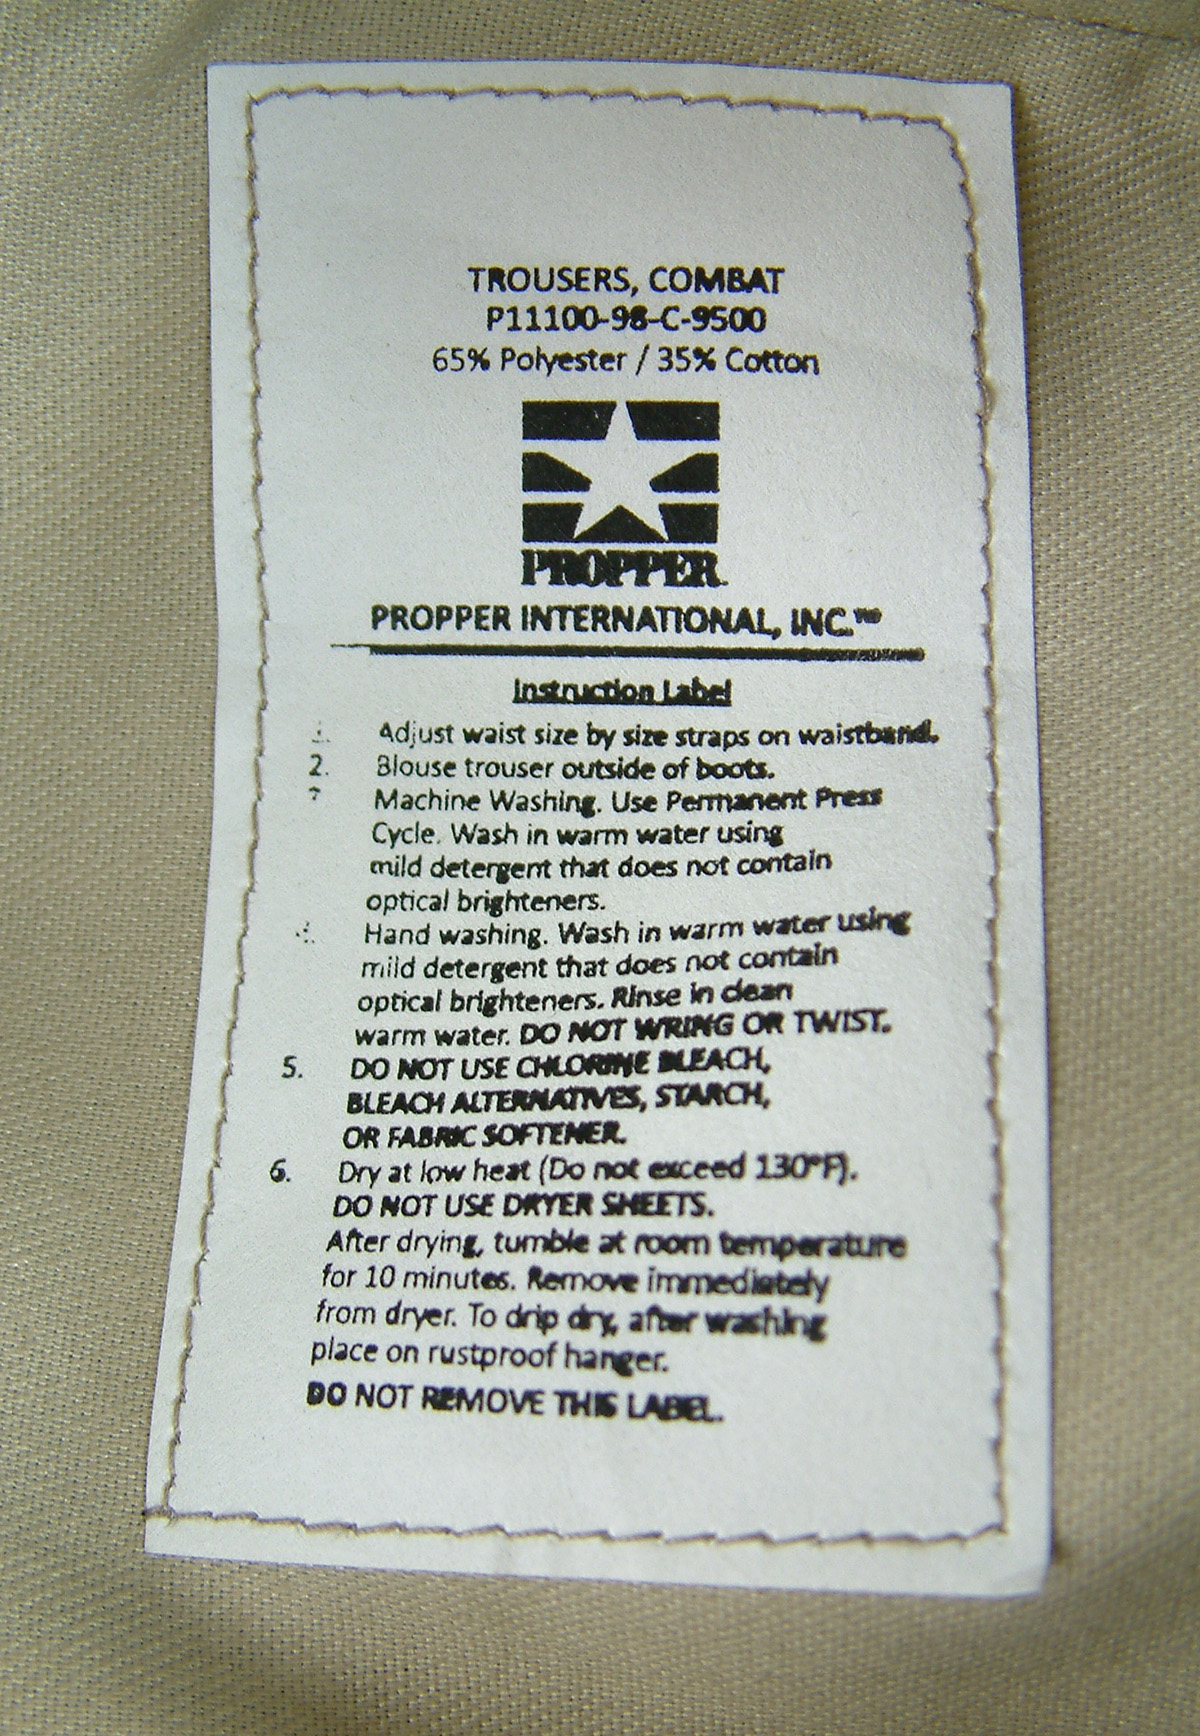 TROUSERS, COMBAT
P11100-98-C-9500
65% Polyester / 35% Cotton
PROPPER
PROPPER INTERNATIONAL, INC.™
Instruction Label
1. Adjust waist size by size straps on waistband.
2. Blouse trouser outside of boots.
3. Machine Washing. Use Permanent Press
Cycle. Wash in warm water using
mild detergent that does not contain
optical brighteners.
4. Hand washing. Wash in warm water using
mild detergent that does not contain
optical brighteners. Rinse in clean
warm water. DO NOT WRING OR TWIST.
5. DO NOT USE CHLORINE BLEACH,
BLEACH ALTERNATIVES, STARCH,
OR FABRIC SOFTENER.
6. Dry at low heat (Do not exceed 130°F).
DO NOT USE DRYER SHEETS.
After drying, tumble at room temperature
for 10 minutes. Remove immediately
from dryer. To drip dry, after washing
place on rustproof hanger.
DO NOT REMOVE THIS LABEL.